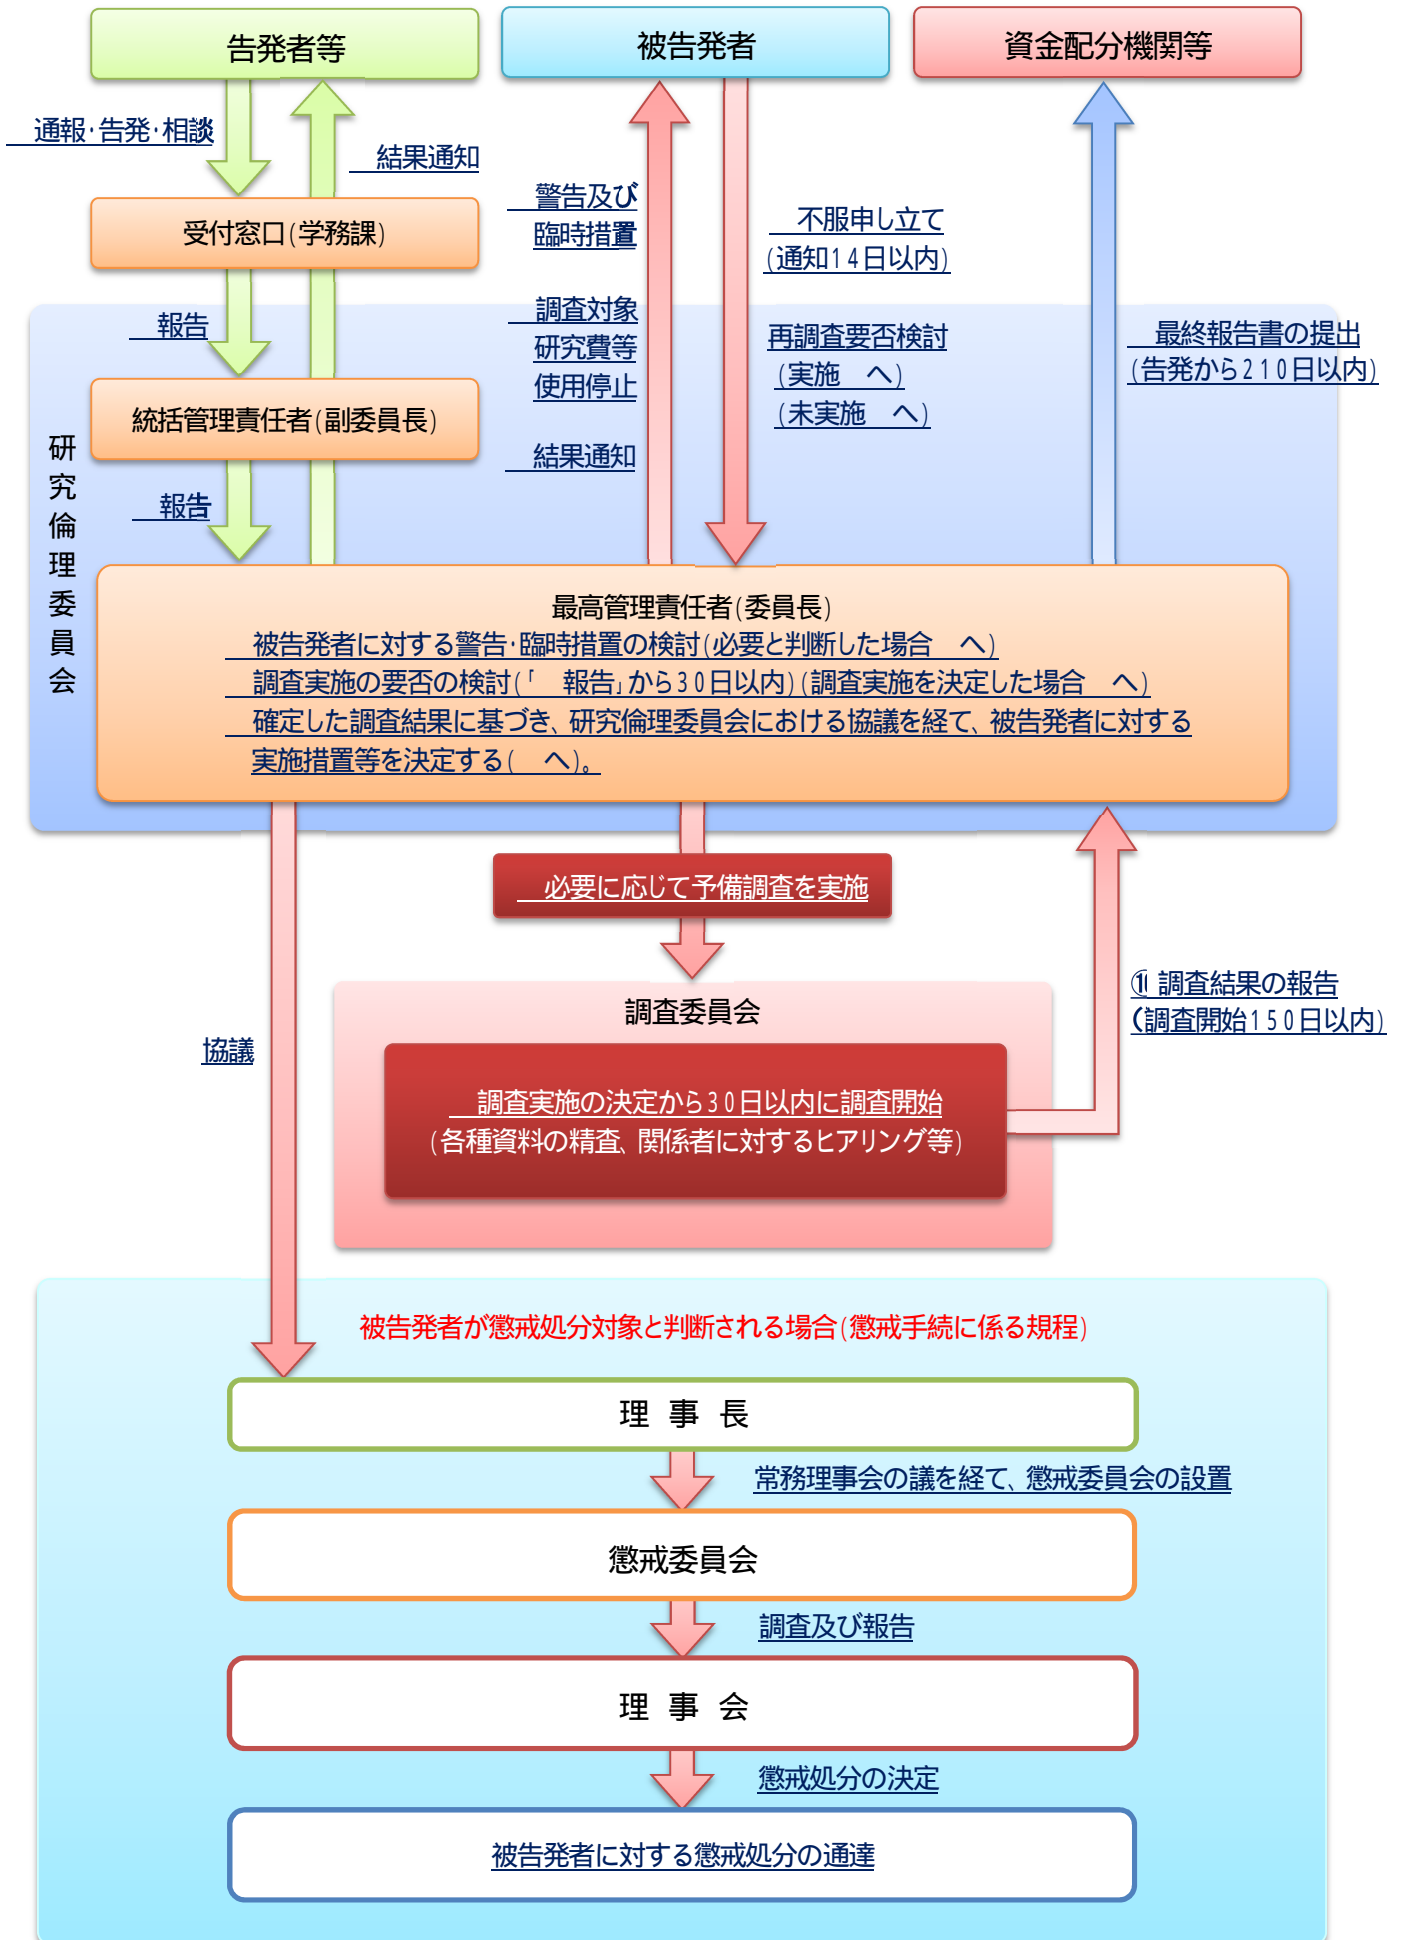 告発者等
被告発者
資金配分機関等
通報・告発・相談
結果通知
受付窓口(学務課)
警告及び
臨時措置
不服申し立て
(通知14日以内)
報告
調査対象
研究費等
使用停止
再調査要否検討
(実施　へ)
(未実施　へ)
最終報告書の提出
(告発から210日以内)
統括管理責任者(副委員長)
結果通知
報告
研究倫理委員会
最高管理責任者(委員長)
被告発者に対する警告・臨時措置の検討(必要と判断した場合　へ)
調査実施の要否の検討(「　報告」から30日以内)(調査実施を決定した場合　へ)
確定した調査結果に基づき、研究倫理委員会における協議を経て、被告発者に対する
実施措置等を決定する(　へ)。
必要に応じて予備調査を実施
調査委員会
⑩ 調査結果の報告
(調査開始150日以内)
協議
調査実施の決定から30日以内に調査開始
(各種資料の精査、関係者に対するヒアリング等)
被告発者が懲戒処分対象と判断される場合(懲戒手続に係る規程)
理 事 長
常務理事会の議を経て、懲戒委員会の設置
懲戒委員会
調査及び報告
理 事 会
懲戒処分の決定
被告発者に対する懲戒処分の通達